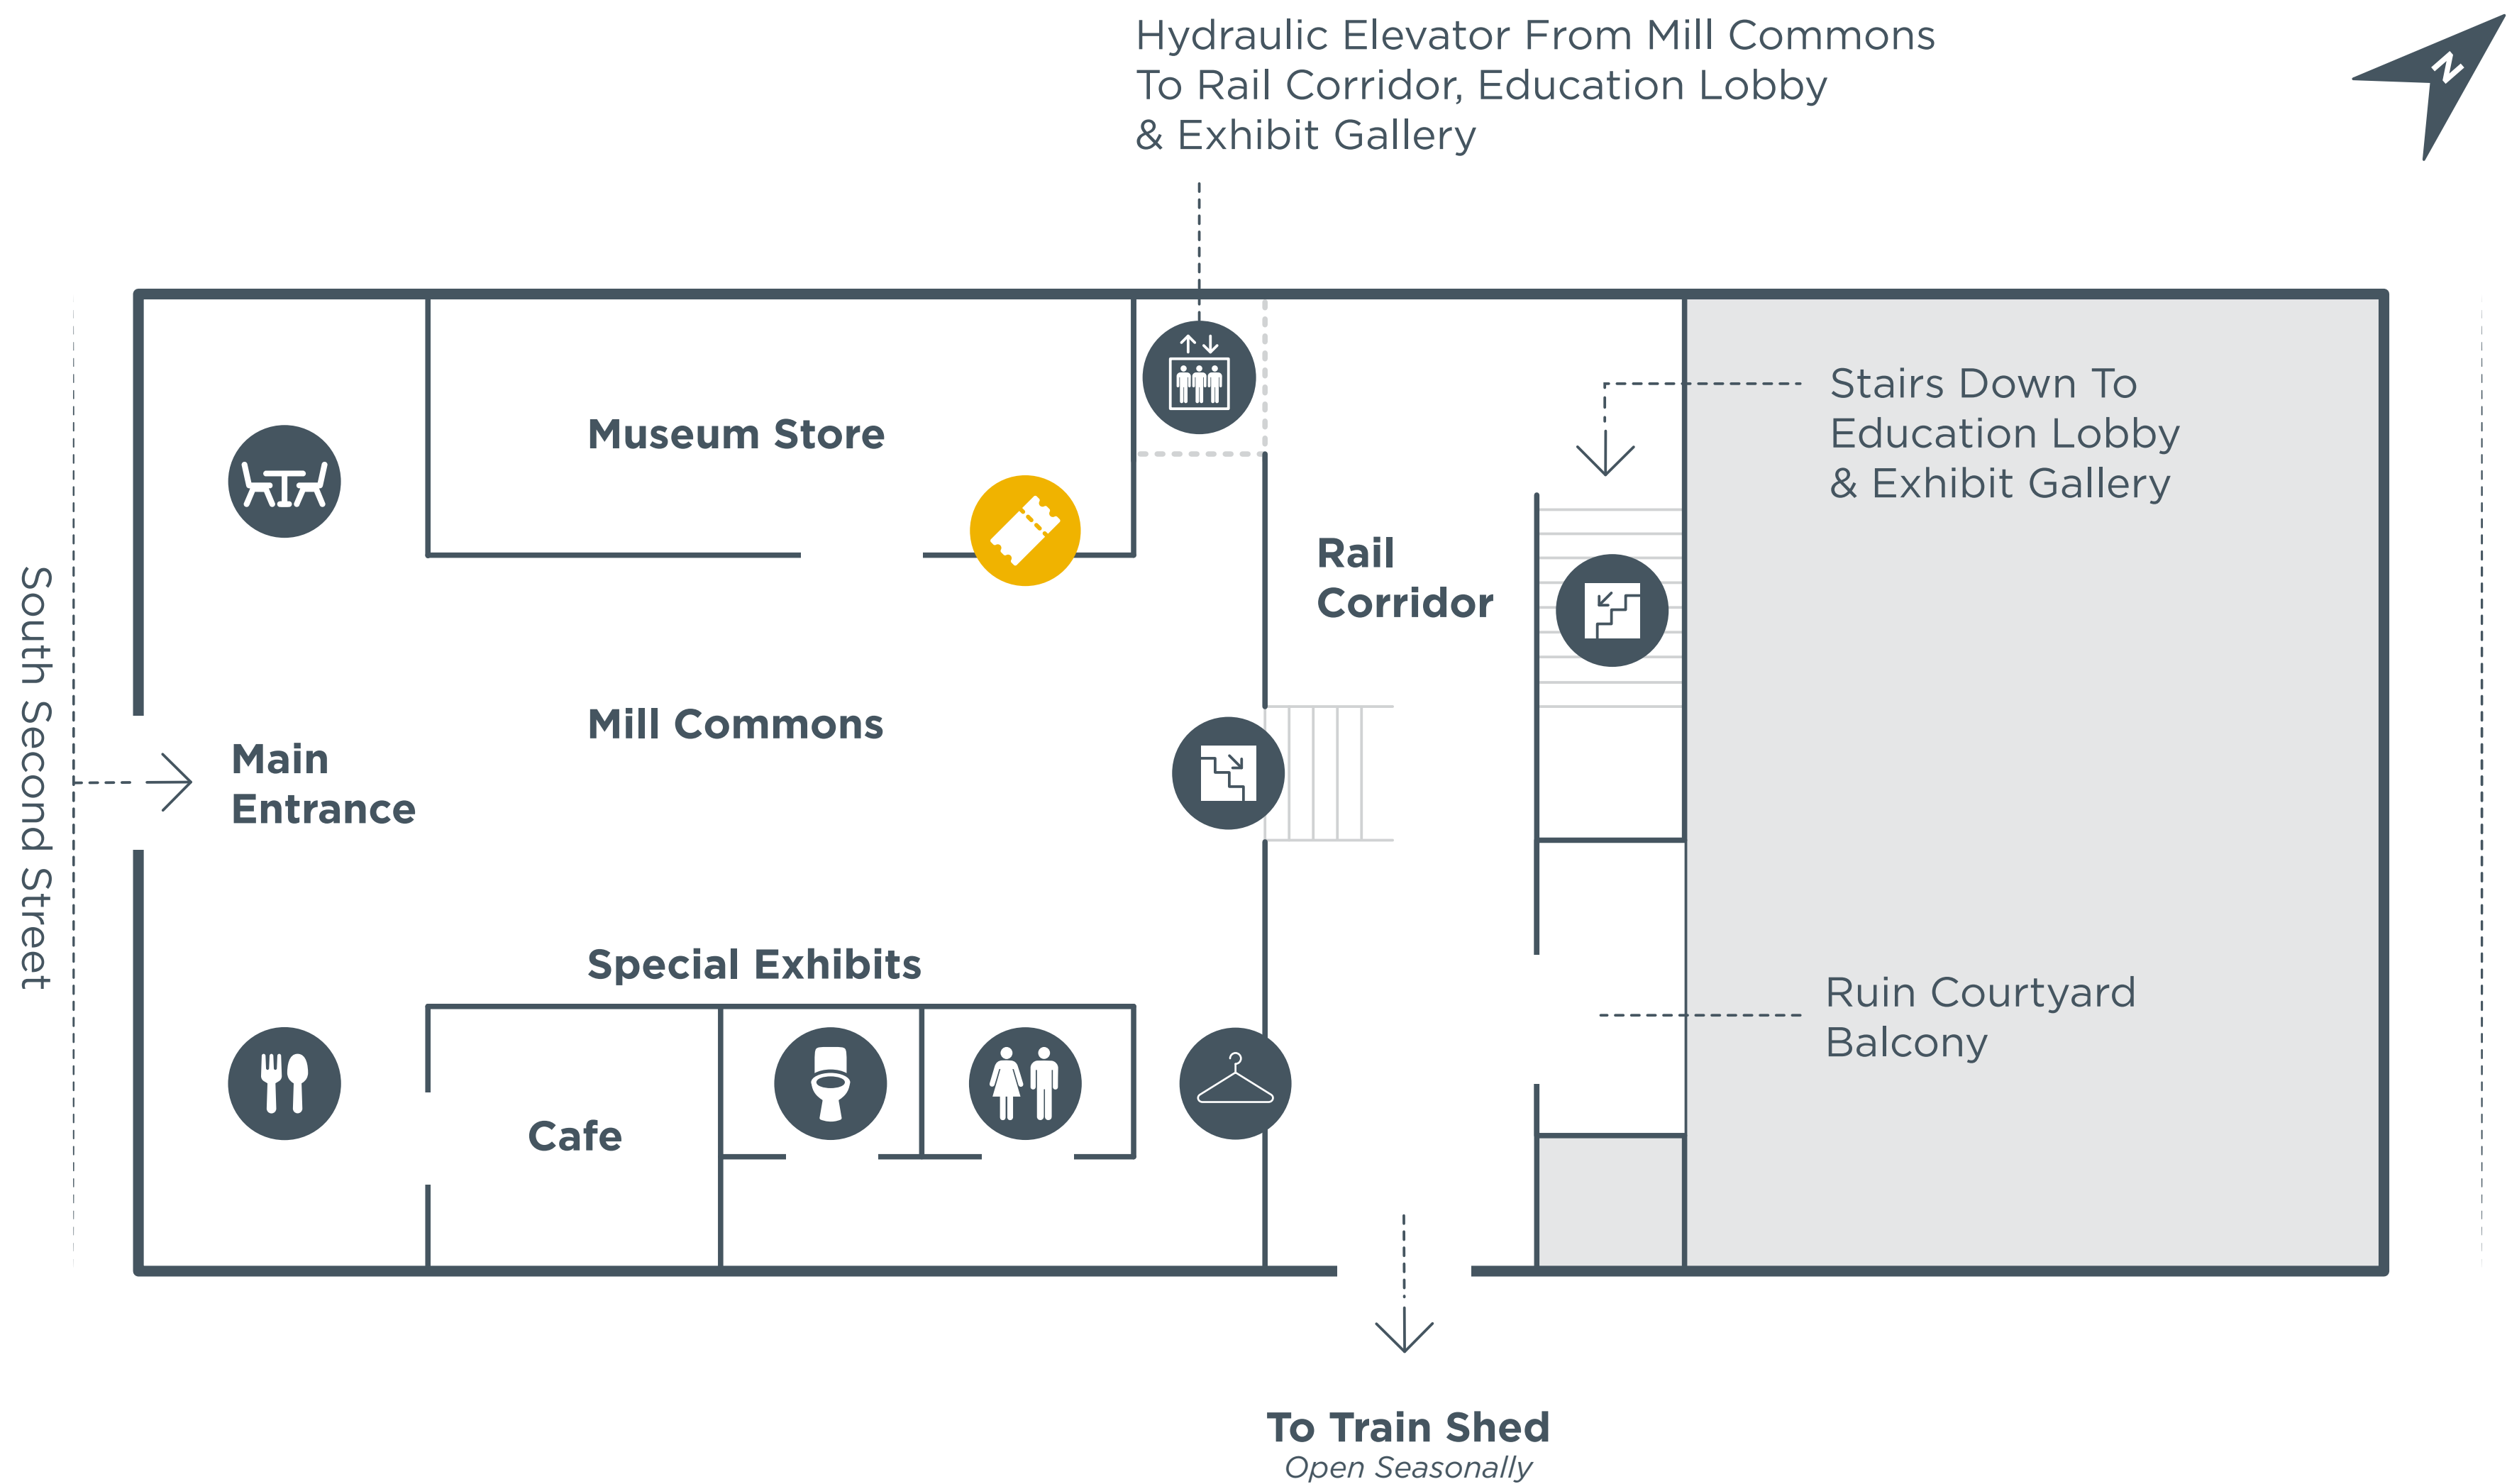 Hydraulic Elevator From Mill Commons
To Rail Corridor, Education Lobby
& Exhibit Gallery
N
Museum Store
Stairs Down To
Education Lobby
& Exhibit Gallery
Rail
Corridor
South Second Street
Mill Commons
Main
Entrance
Special Exhibits
Ruin Courtyard
Balcony
Cafe
To Train Shed
Open Seasonally